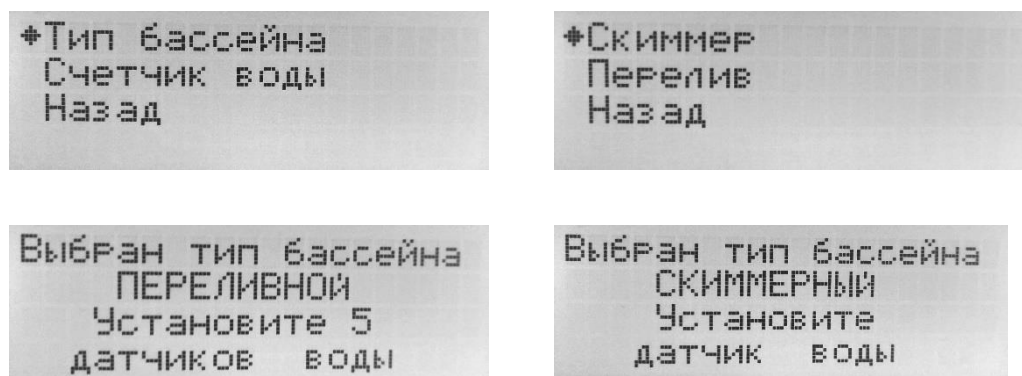 Тип бассейна
Счетчик воды
Назад
Скиммер
Перелив
Назад
Выбран тип бассейна
ПЕРЕЛИВНОЙ
Установите 5
датчиков воды
Выбран тип бассейна
СКИММЕРНЫЙ
Установите
датчик воды